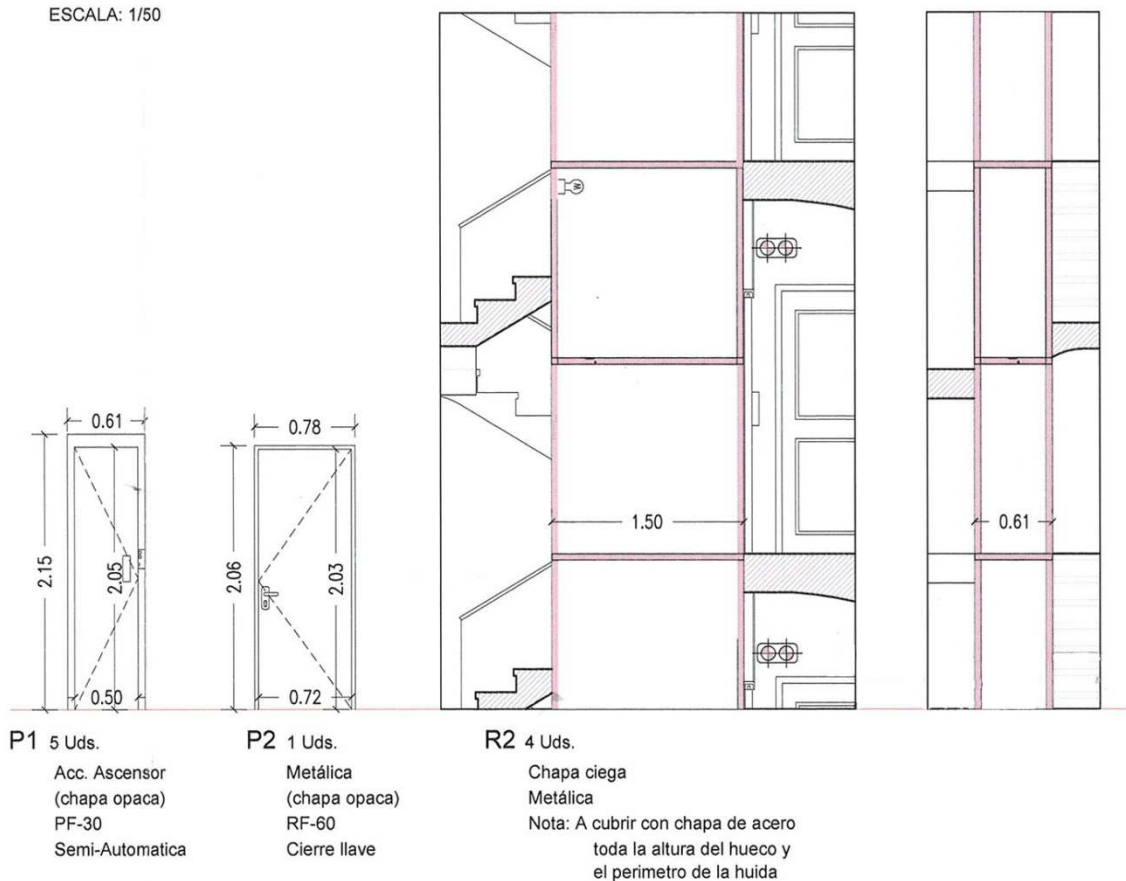 ESCALA: 1/50
0.61
2.15
2.05
0.50
0.78
2.06
2.03
0.72
1.50
0.61
P1 5 Uds.
Acc. Ascensor
(chapa opaca)
PF-30
Semi-Automatica
P2 1 Uds.
Metálica
(chapa opaca)
RF-60
Cierre llave
R2 4 Uds.
Chapa ciega
Metálica
Nota: A cubrir con chapa de acero
toda la altura del hueco y
el perimetro de la huida